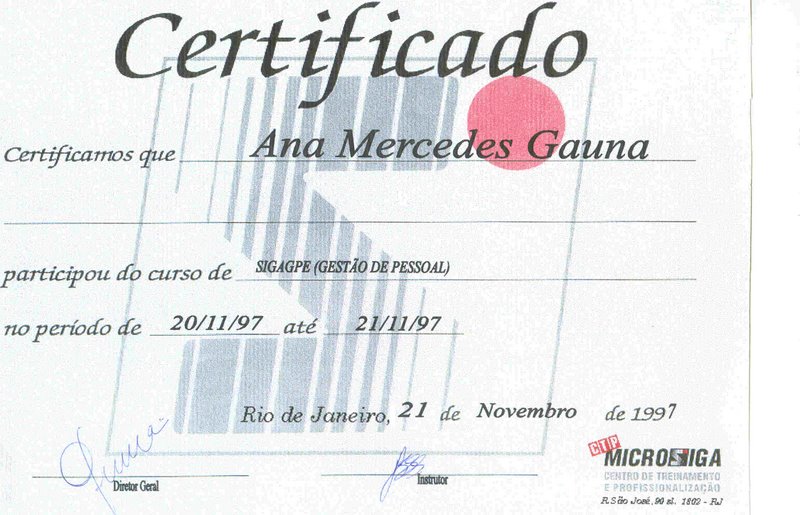 Certificado
Certificamos que Ana Mercedes Gauna
participou do curso de SIGAGPE (GESTÃO DE PESSOAL)
no período de 20/11/97 até 21/11/97
Rio de Janeiro, 21 de Novembro de 1997
CTP
MICROSIGA
CENTRO DE TREINAMENTO
E PROFISSIONALIZAÇÃO
R. São José, 90 sl. 1802 - RJ
Diretor Geral
Instrutor